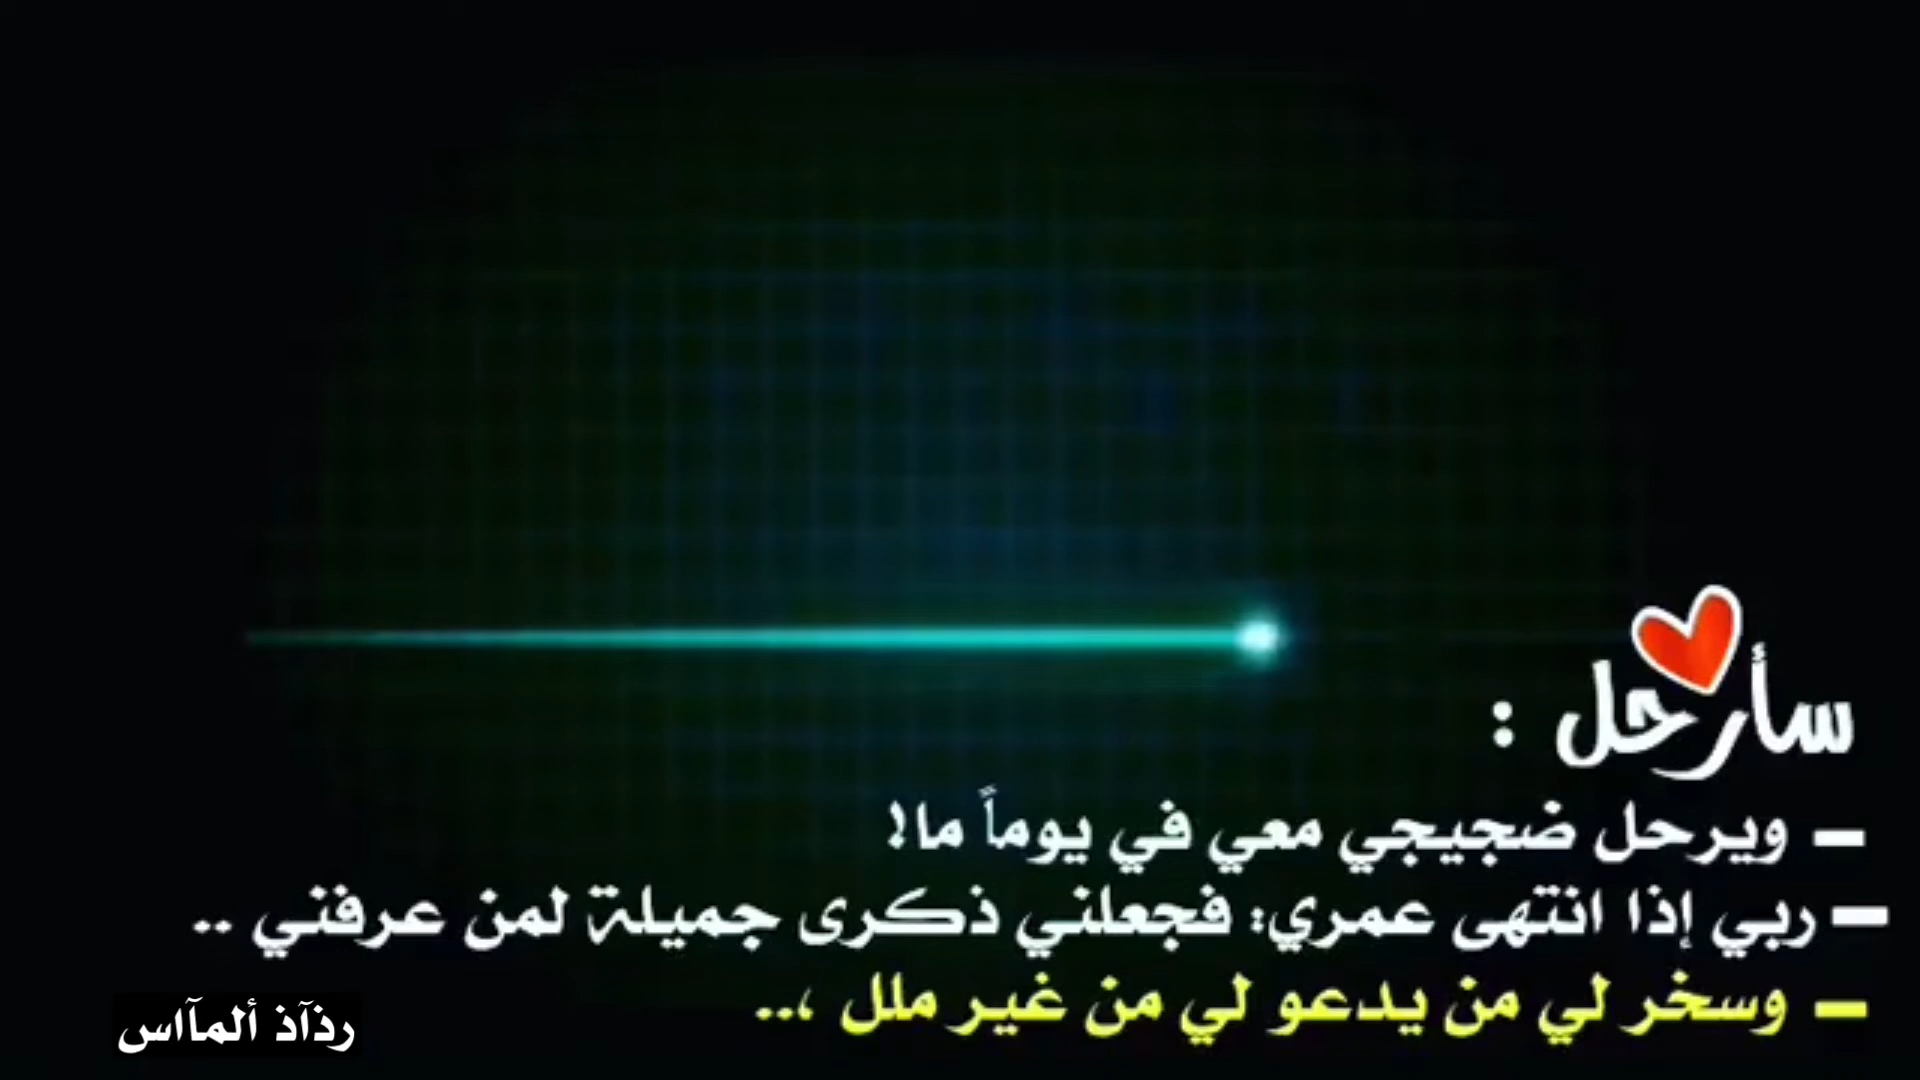 سأرحل :
– ويرحل ضجيجي معي في يوماً ما!
– ربي إذا انتهى عمري: فجعلني ذكرى جميلة لمن عرفني ..
– وسخر لي من يدعو لي من غير ملل ،..
رذآذ ألمآاس